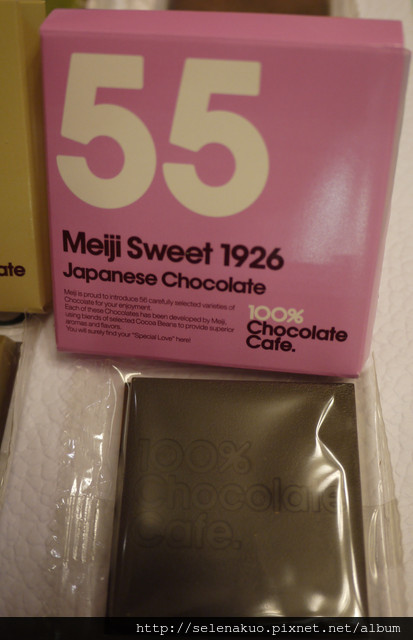 55
Meiji Sweet 1926
Japanese Chocolate
Meiji is proud to introduce 56 carefully selected varieties of
Chocolate for your enjoyment.
Each of these Chocolates has been developed by Meiji,
using blends of selected Cocoa Beans to provide superior
aromas and flavors.
You will surely find your "Special Love" here!
100%
Chocolate
Cafe.
ate
100%
Chocolate
Cafe.
http://selenakuo.pixnet.net/album